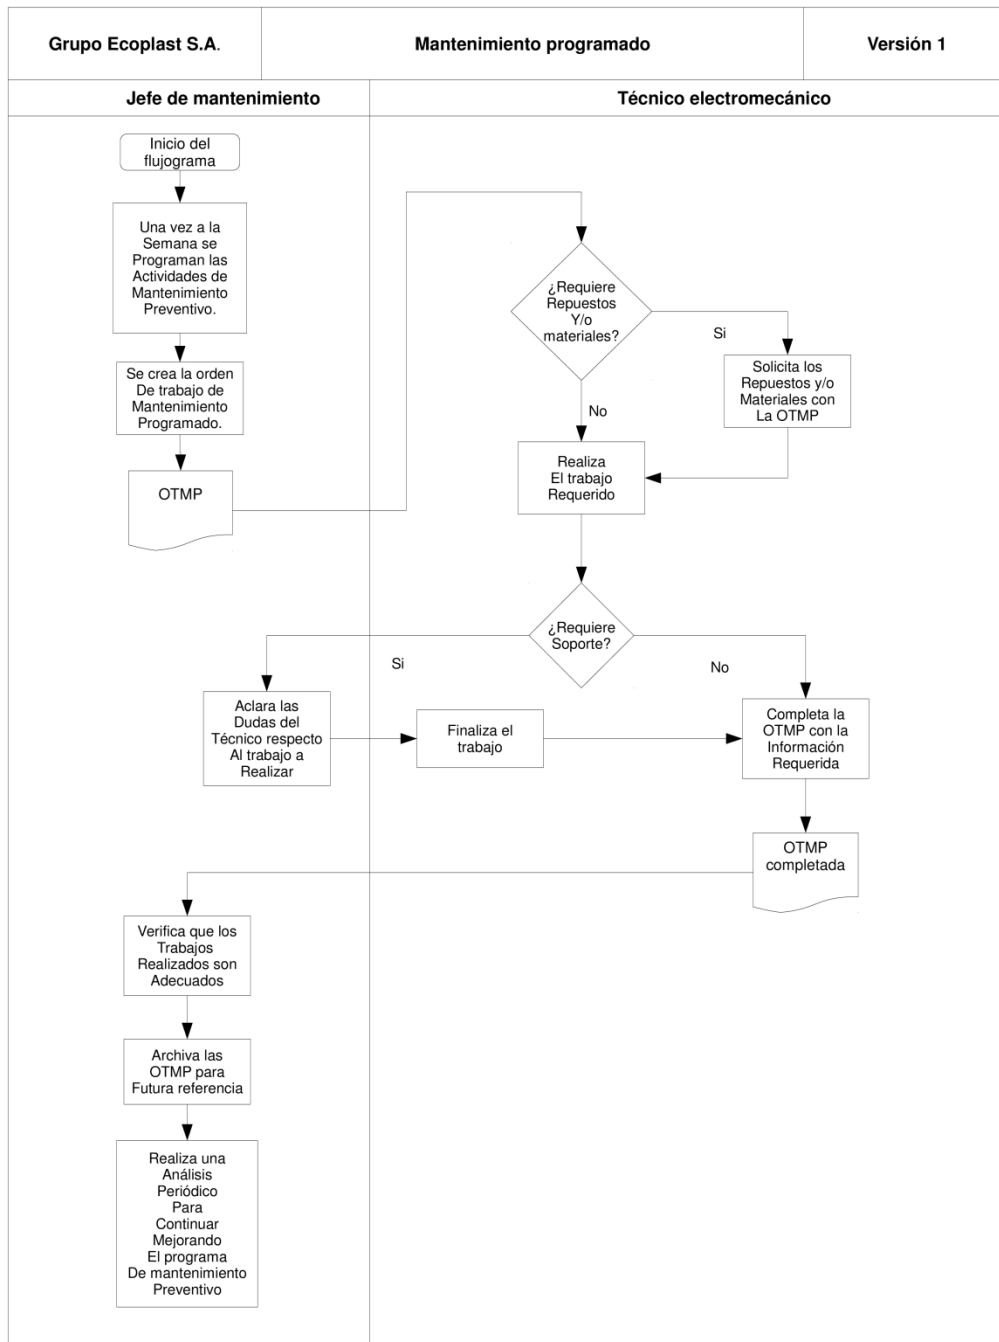 Grupo Ecoplast S.A.
Mantenimiento programado
Versión 1
Jefe de mantenimiento
Técnico electromecánico
Inicio del
flujograma
Una vez a la
Semana se
Programan las
Actividades de
Mantenimiento
Preventivo.
Se crea la orden
De trabajo de
Mantenimiento
Programado.
OTMP
¿Requiere
Repuestos
Y/o
materiales?
Si
Solicita los
Repuestos y/o
Materiales con
La OTMP
No
Realiza
El trabajo
Requerido
¿Requiere
Soporte?
Si
No
Aclara las
Dudas del
Técnico respecto
Al trabajo a
Realizar
Finaliza el
trabajo
Completa la
OTMP con la
Información
Requerida
OTMP
completada
Verifica que los
Trabajos
Realizados son
Adecuados
Archiva las
OTMP para
Futura referencia
Realiza una
Análisis
Periódico
Para
Continuar
Mejorando
El programa
De mantenimiento
Preventivo